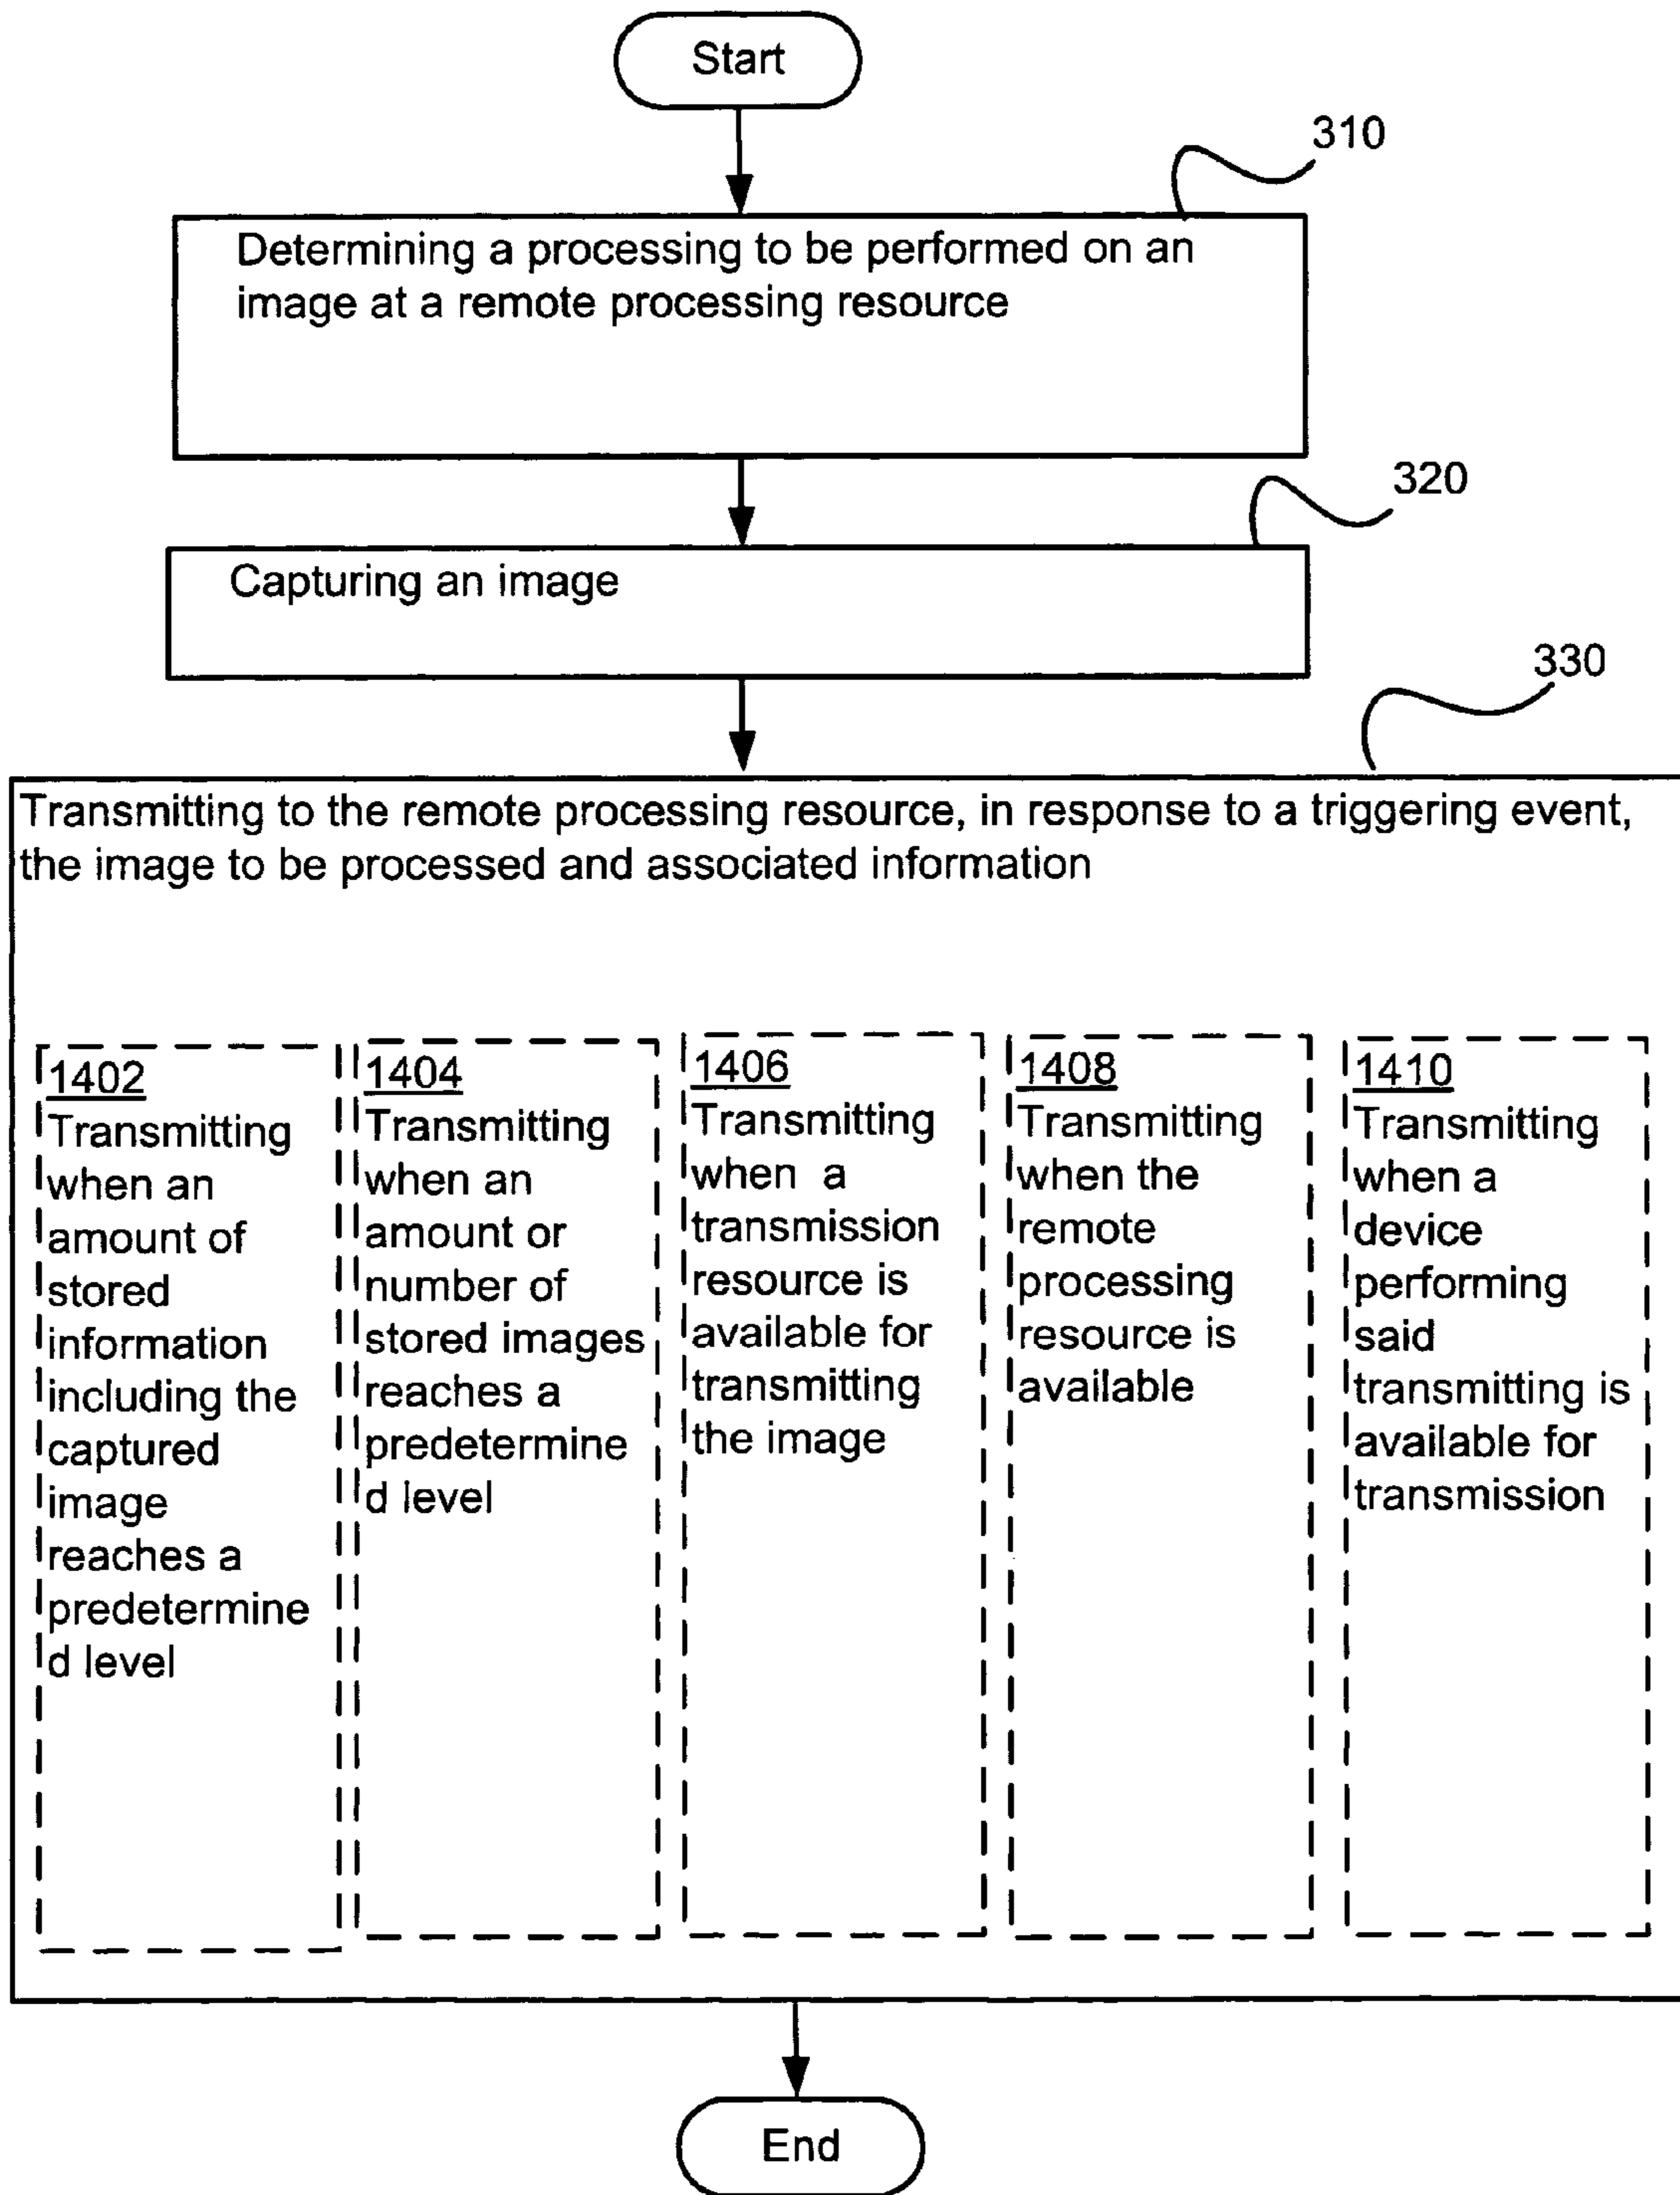 Start
310
Determining a processing to be performed on an
image at a remote processing resource
320
Capturing an image
330
Transmitting to the remote processing resource, in response to a triggering event,
the image to be processed and associated information
1402
Transmitting
when an
amount of
stored
information
including the
captured
image
reaches a
predetermine
d level
1404
Transmitting
when an
amount or
number of
stored images
reaches a
predetermine
d level
1406
Transmitting
when a
transmission
resource is
available for
transmitting
the image
1408
Transmitting
when the
remote
processing
resource is
available
1410
Transmitting
when a
device
performing
said
transmitting is
available for
transmission
End